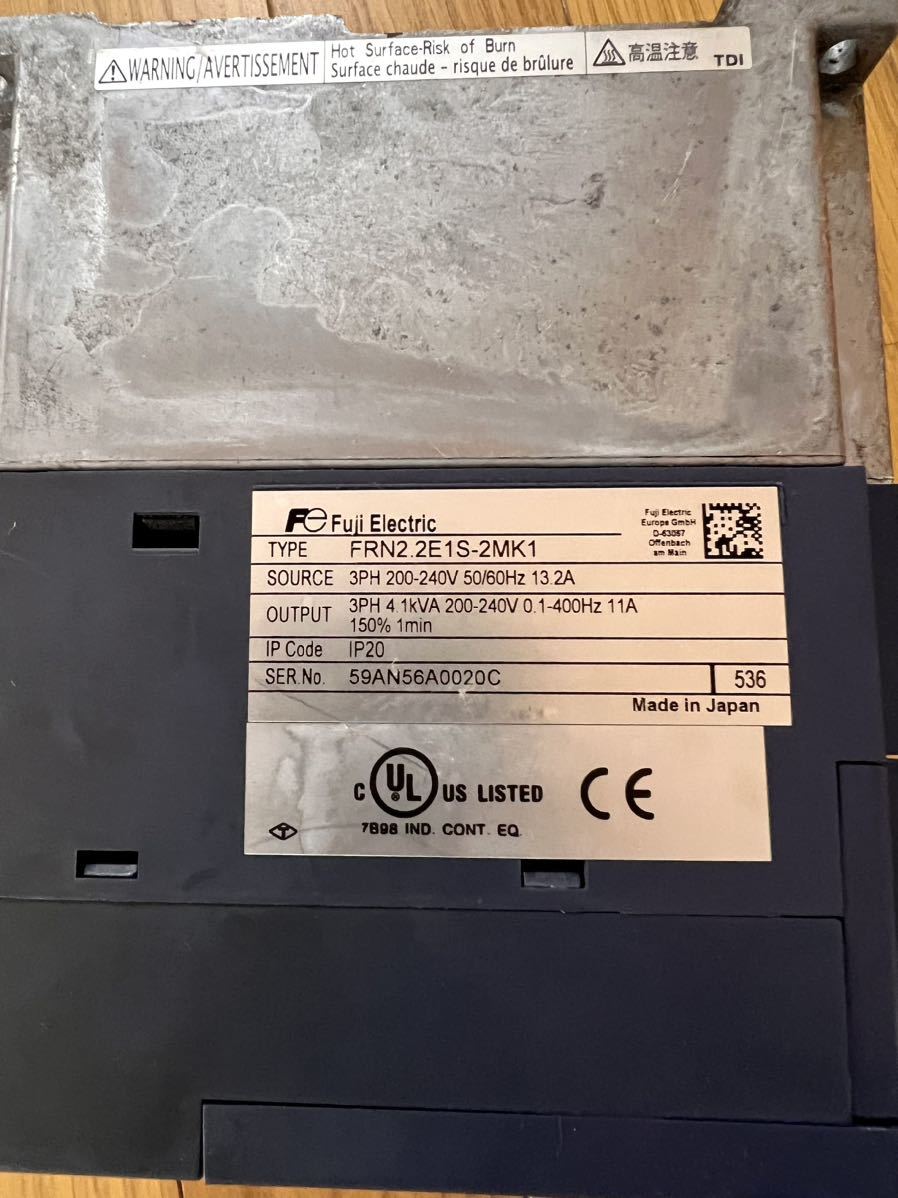 WARNING/AVERTISSEMENT
Hot Surface-Risk of Burn
Surface chaude - risque de brûlure
高温注意 TDI
Fe Fuji Electric
Fuji Electric
Europe GmbH
D-63067
Offenbach
am Main
TYPE FRN2.2E1S-2MK1
SOURCE 3PH 200-240V 50/60Hz 13.2A
OUTPUT 3PH 4.1kVA 200-240V 0.1-400Hz 11A
150% 1min
IP Code IP20
SER.No. 59AN56A0020C 536
Made in Japan
C UL US LISTED CE
7B98 IND. CONT. EQ.
T